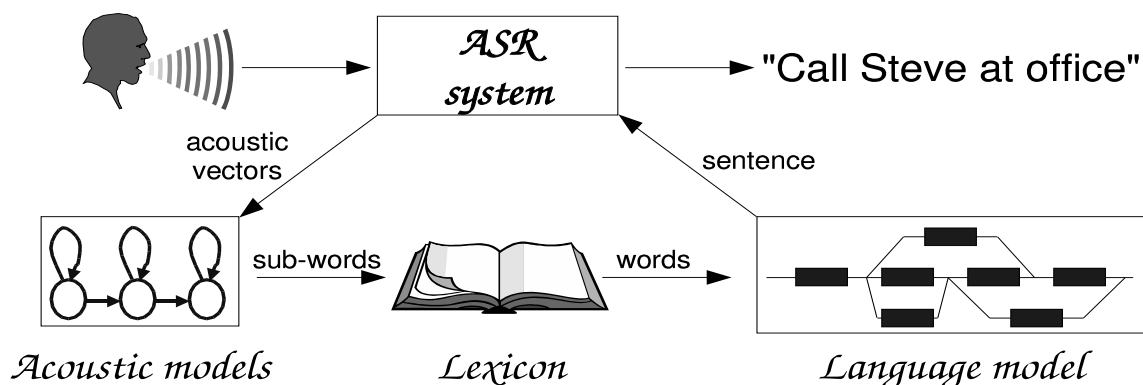 ASR
system
"Call Steve at office"
acoustic
vectors
sentence
sub-words
words
Acoustic models
Lexicon
Language model